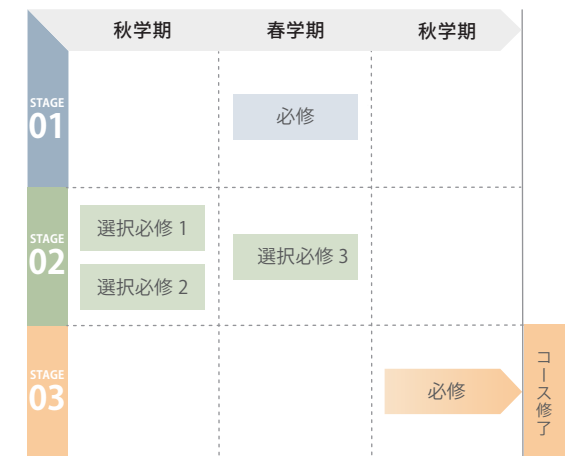 秋学期
春学期
秋学期
STAGE
01
必修
STAGE
02
選択必修 1
選択必修 2
選択必修 3
STAGE
03
必修
コース修了